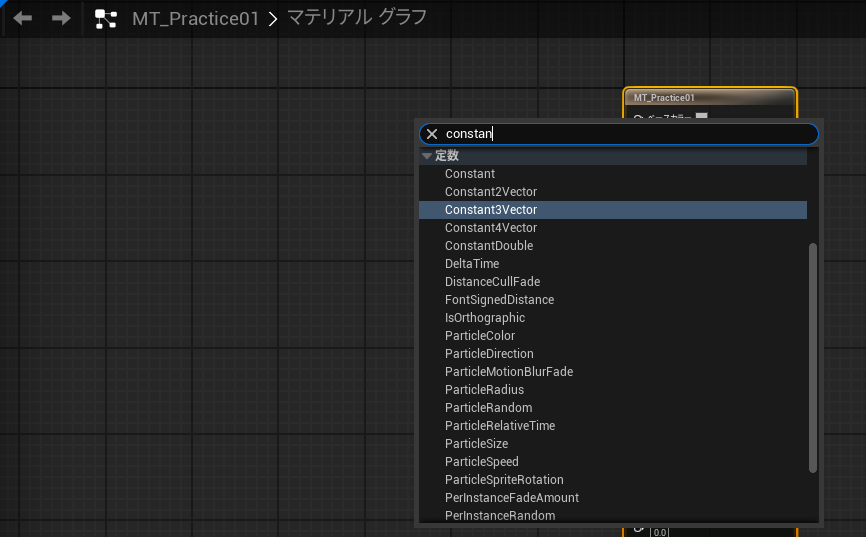 MT_Practice01 > マテリアル グラフ
MT_Practice01
ベースカラー
constan
定数
Constant
Constant2Vector
Constant3Vector
Constant4Vector
ConstantDouble
DeltaTime
DistanceCullFade
FontSignedDistance
IsOrthographic
ParticleColor
ParticleDirection
ParticleMotionBlurFade
ParticleRadius
ParticleRandom
ParticleRelativeTime
ParticleSize
ParticleSpeed
ParticleSpriteRotation
PerInstanceFadeAmount
PerInstanceRandom
0.0